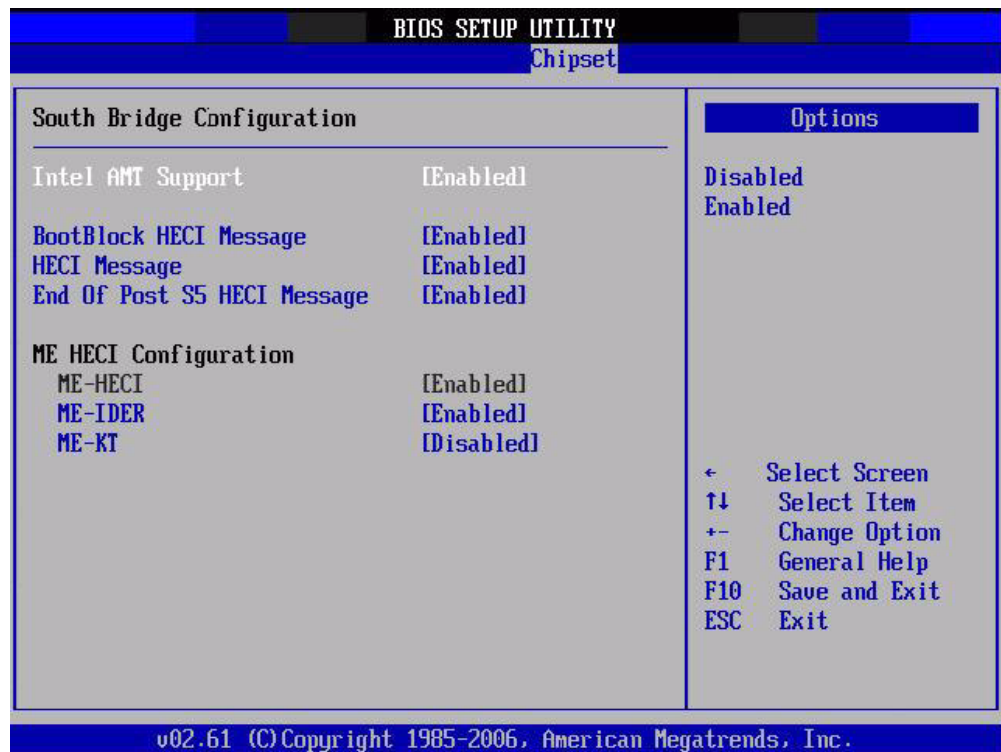 BIOS SETUP UTILITY
Chipset
South Bridge Configuration
Options
Intel AMT Support [Enabled]
Disabled
Enabled
BootBlock HECI Message [Enabled]
HECI Message [Enabled]
End Of Post S5 HECI Message [Enabled]
ME HECI Configuration
ME-HECI [Enabled]
ME-IDER [Enabled]
ME-KT [Disabled]
← Select Screen
↑↓ Select Item
+- Change Option
F1 General Help
F10 Save and Exit
ESC Exit
v02.61 (C)Copyright 1985-2006, American Megatrends, Inc.